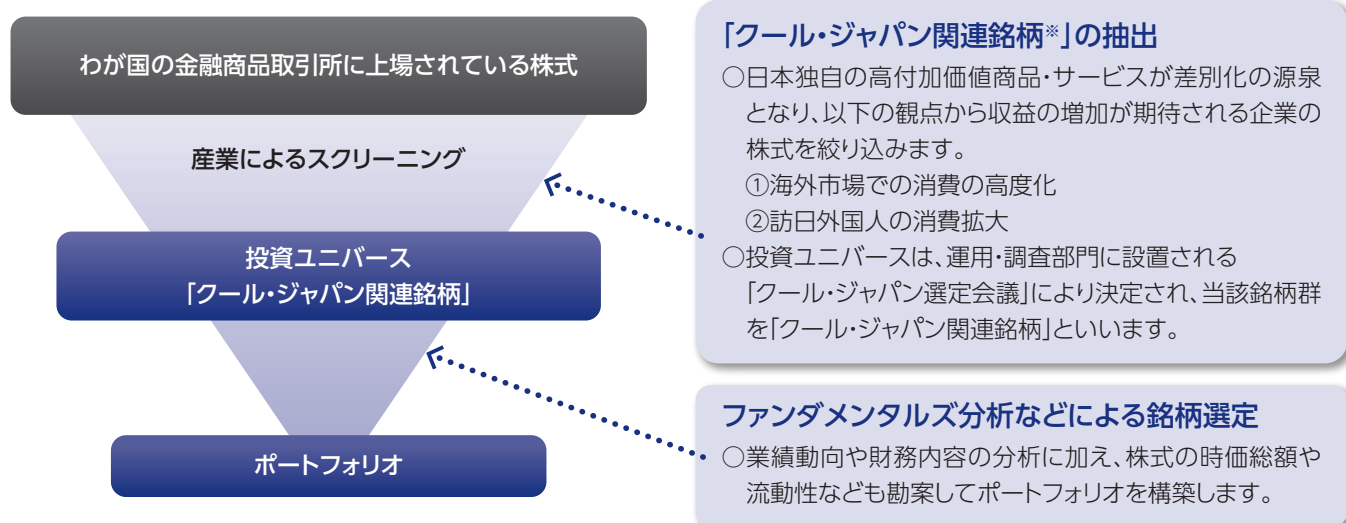 わが国の金融商品取引所に上場されている株式
産業によるスクリーニング
投資ユニバース
「クール・ジャパン関連銘柄」
ポートフォリオ
「クール・ジャパン関連銘柄※」の抽出
○日本独自の高付加価値商品・サービスが差別化の源泉
となり、以下の観点から収益の増加が期待される企業の
株式を絞り込みます。
①海外市場での消費の高度化
②訪日外国人の消費拡大
○投資ユニバースは、運用・調査部門に設置される
「クール・ジャパン選定会議」により決定され、当該銘柄群
を「クール・ジャパン関連銘柄」といいます。
ファンダメンタルズ分析などによる銘柄選定
○業績動向や財務内容の分析に加え、株式の時価総額や
流動性なども勘案してポートフォリオを構築します。